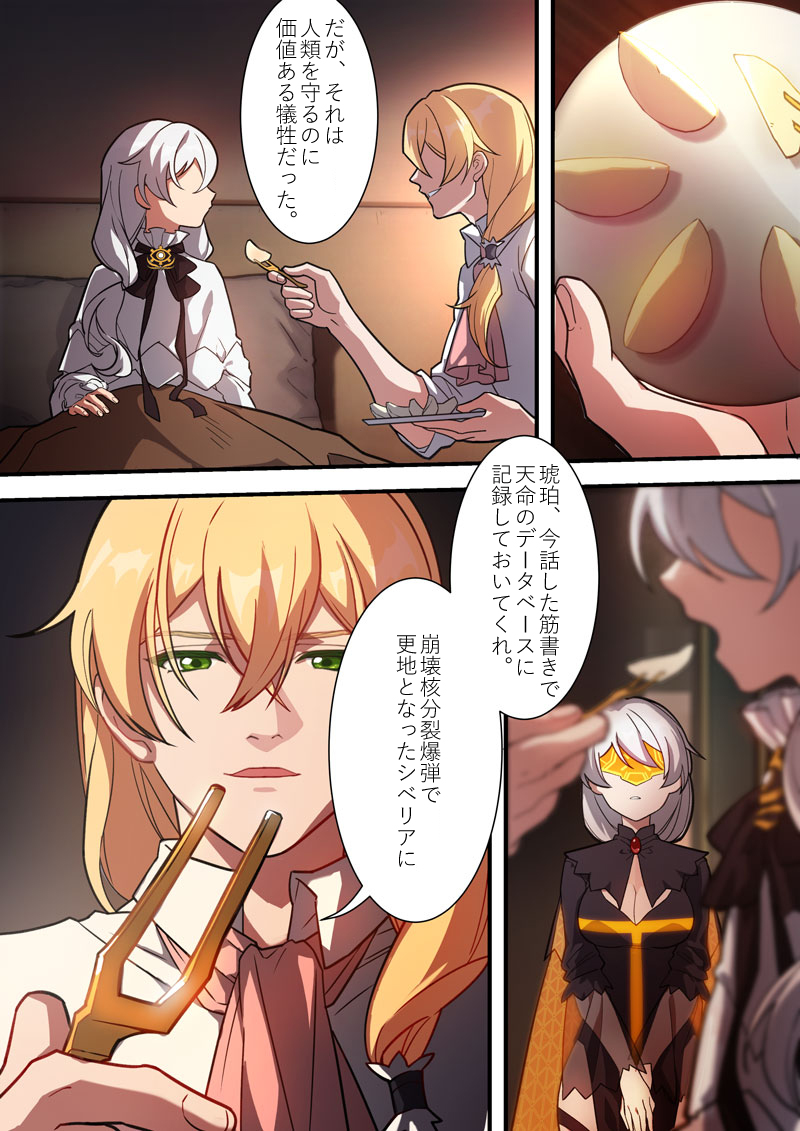 だが、それは
人類を守るのに
価値ある犠牲だった。
琥珀、今話した筋書きで
天命のデータベースに
記録しておいてくれ。
崩壊核分裂爆弾で
更地となったシベリアに